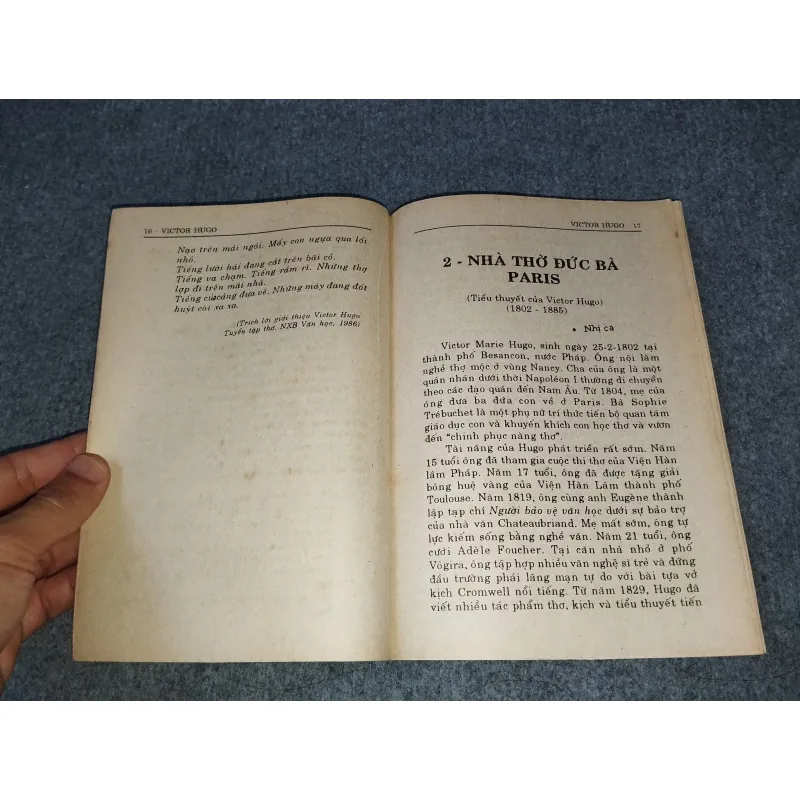 16 - VICTOR HUGO
Nạo trên mái ngói. Mấy con ngựa qua lối
nhỏ.
Tiếng lưỡi hái đang cắt trên bãi cỏ.
Tiếng va chạm. Tiếng rầm rì. Những thợ
lợp đi trên mái nhà.
Tiếng của cảng đưa về. Những máy đang đốt
huýt còi xa xa.
(Trích lời giới thiệu Victor Hugo
Tuyển tập thơ. NXB Văn học, 1986)
VICTOR HUGO 17
2 - NHÀ THỜ ĐỨC BÀ
PARIS
(Tiểu thuyết của Victor Hugo)
(1802 - 1885)
• Nhị ca
Victor Marie Hugo, sinh ngày 25-2-1802 tại
thành phố Besancon, nước Pháp. Ông nội làm
nghề thợ mộc ở vùng Nancy. Cha của ông là một
quân nhân dưới thời Napoléon I thường di chuyển
theo các đạo quân đến Nam Âu. Từ 1804, mẹ của
ông đưa ba đứa con về ở Paris. Bà Sophie
Trébuchet là một phụ nữ trí thức tiến bộ quan tâm
giáo dục con và khuyến khích con học thơ và vươn
đến “chinh phục nàng thơ”.
Tài năng của Hugo phát triển rất sớm. Năm
15 tuổi ông đã tham gia cuộc thi thơ của Viện Hàn
lâm Pháp. Năm 17 tuổi, ông đã được tặng giải
bông huệ vàng của Viện Hàn Lâm thành phố
Toulouse. Năm 1819, ông cùng anh Eugène thành
lập tạp chí Người bảo vệ văn học dưới sự bảo trợ
của nhà văn Chateaubriand. Mẹ mất sớm, ông tự
lực kiếm sống bằng nghề văn. Năm 21 tuổi, ông
cưới Adèle Foucher. Tại căn nhà nhỏ ở phố
Vôgira, ông tập hợp nhiều văn nghệ sĩ trẻ và đứng
đầu trường phái lãng mạn tự do với bài tựa vở
kịch Cromwell nổi tiếng. Từ năm 1829, Hugo đã
viết nhiều tác phẩm thơ, kịch và tiểu thuyết tiến